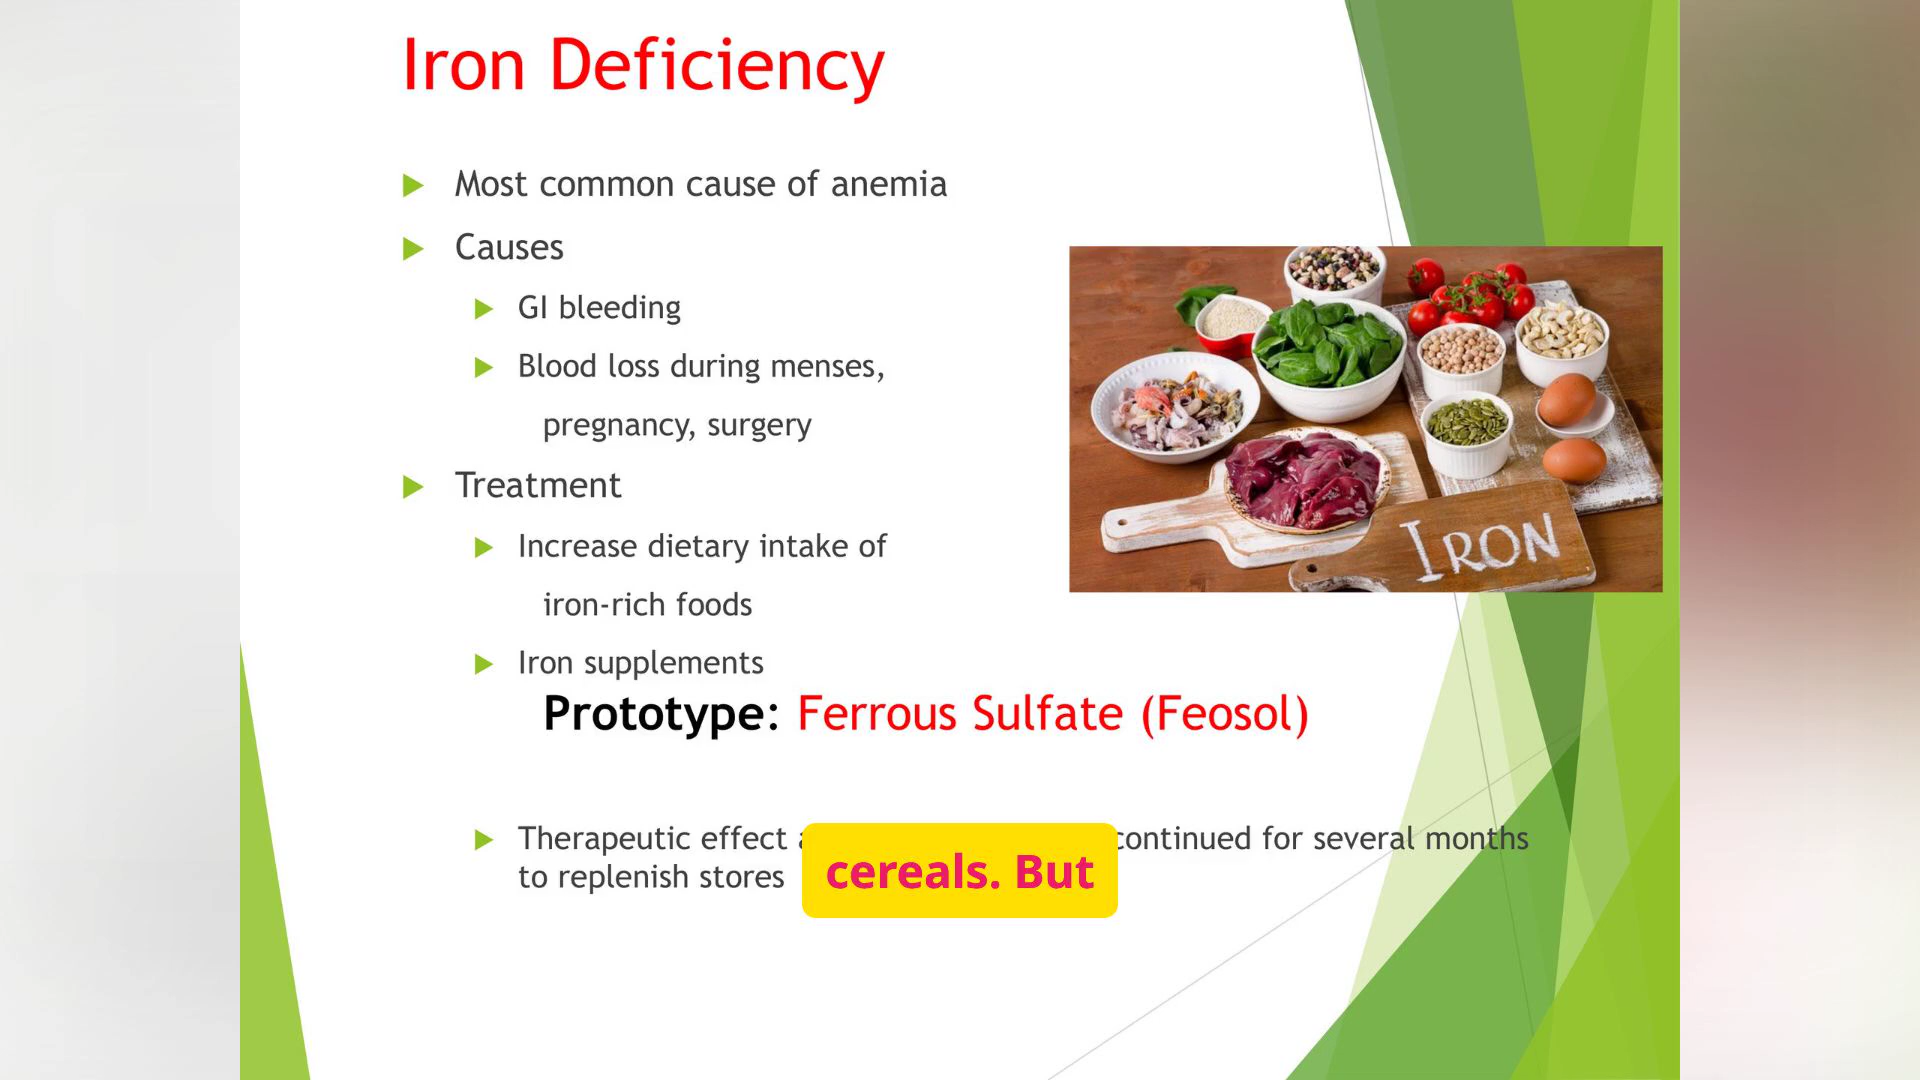 Iron Deficiency
Most common cause of anemia
Causes
GI bleeding
Blood loss during menses,
pregnancy, surgery
Treatment
Increase dietary intake of
iron-rich foods
Iron supplements
IRON
Prototype: Ferrous Sulfate (Feosol)
Therapeutic effect continued for several months
to replenish stores
cereals. But